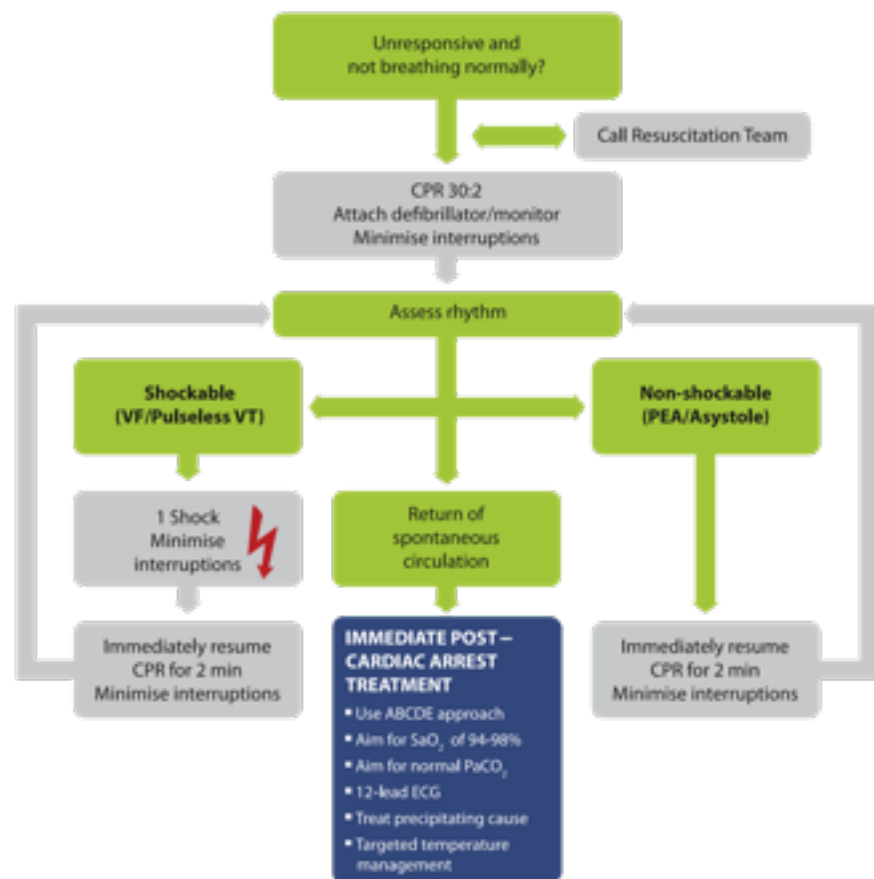 Unresponsive and
not breathing normally?
Call Resuscitation Team
CPR 30:2
Attach defibrillator/monitor
Minimise interruptions
Assess rhythm
Shockable
(VF/Pulseless VT)
Non-shockable
(PEA/Asystole)
1 Shock
Minimise
interruptions
Return of
spontaneous
circulation
Immediately resume
CPR for 2 min
Minimise interruptions
IMMEDIATE POST –
CARDIAC ARREST
TREATMENT
▪ Use ABCDE approach
▪ Aim for SaO₂ of 94-98%
▪ Aim for normal PaCO₂
▪ 12-lead ECG
▪ Treat precipitating cause
▪ Targeted temperature
management
Immediately resume
CPR for 2 min
Minimise interruptions